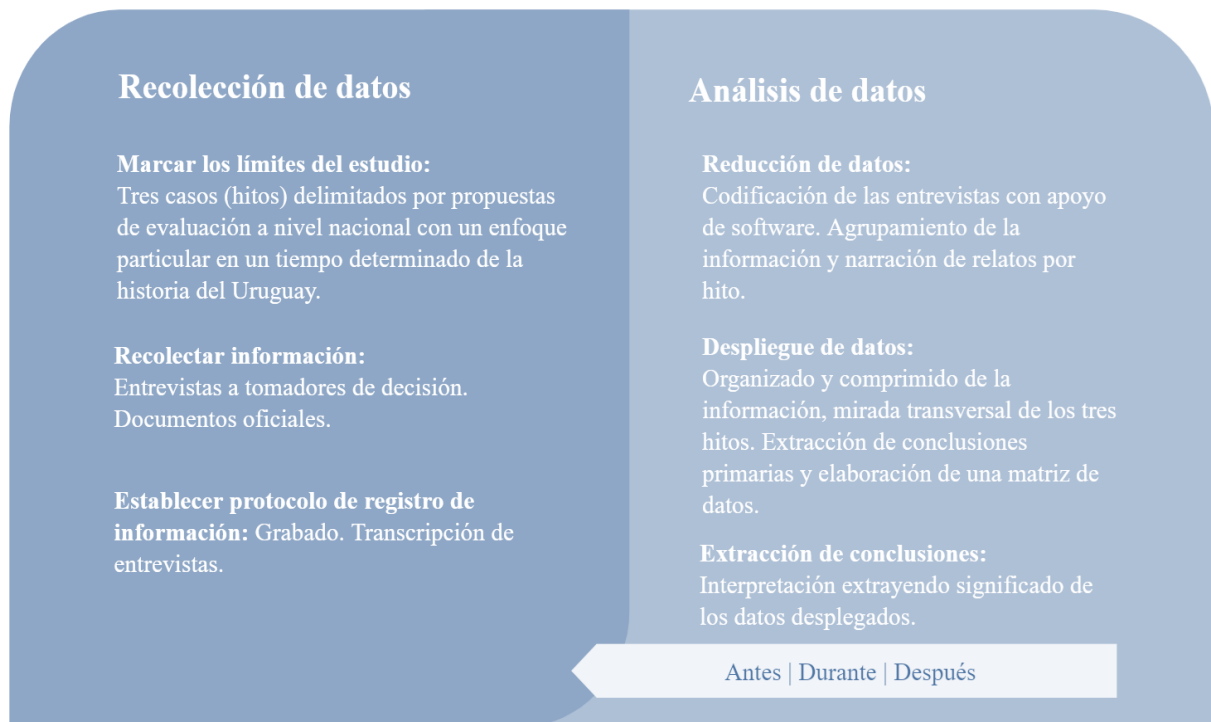 Recolección de datos
Marcar los límites del estudio:
Tres casos (hitos) delimitados por propuestas
de evaluación a nivel nacional con un enfoque
particular en un tiempo determinado de la
historia del Uruguay.
Recolectar información:
Entrevistas a tomadores de decisión.
Documentos oficiales.
Establecer protocolo de registro de
información: Grabado. Transcripción de
entrevistas.
Análisis de datos
Reducción de datos:
Codificación de las entrevistas con apoyo
de software. Agrupamiento de la
información y narración de relatos por
hito.
Despliegue de datos:
Organizado y comprimido de la
información, mirada transversal de los tres
hitos. Extracción de conclusiones
primarias y elaboración de una matriz de
datos.
Extracción de conclusiones:
Interpretación extrayendo significado de
los datos desplegados.
Antes | Durante | Después